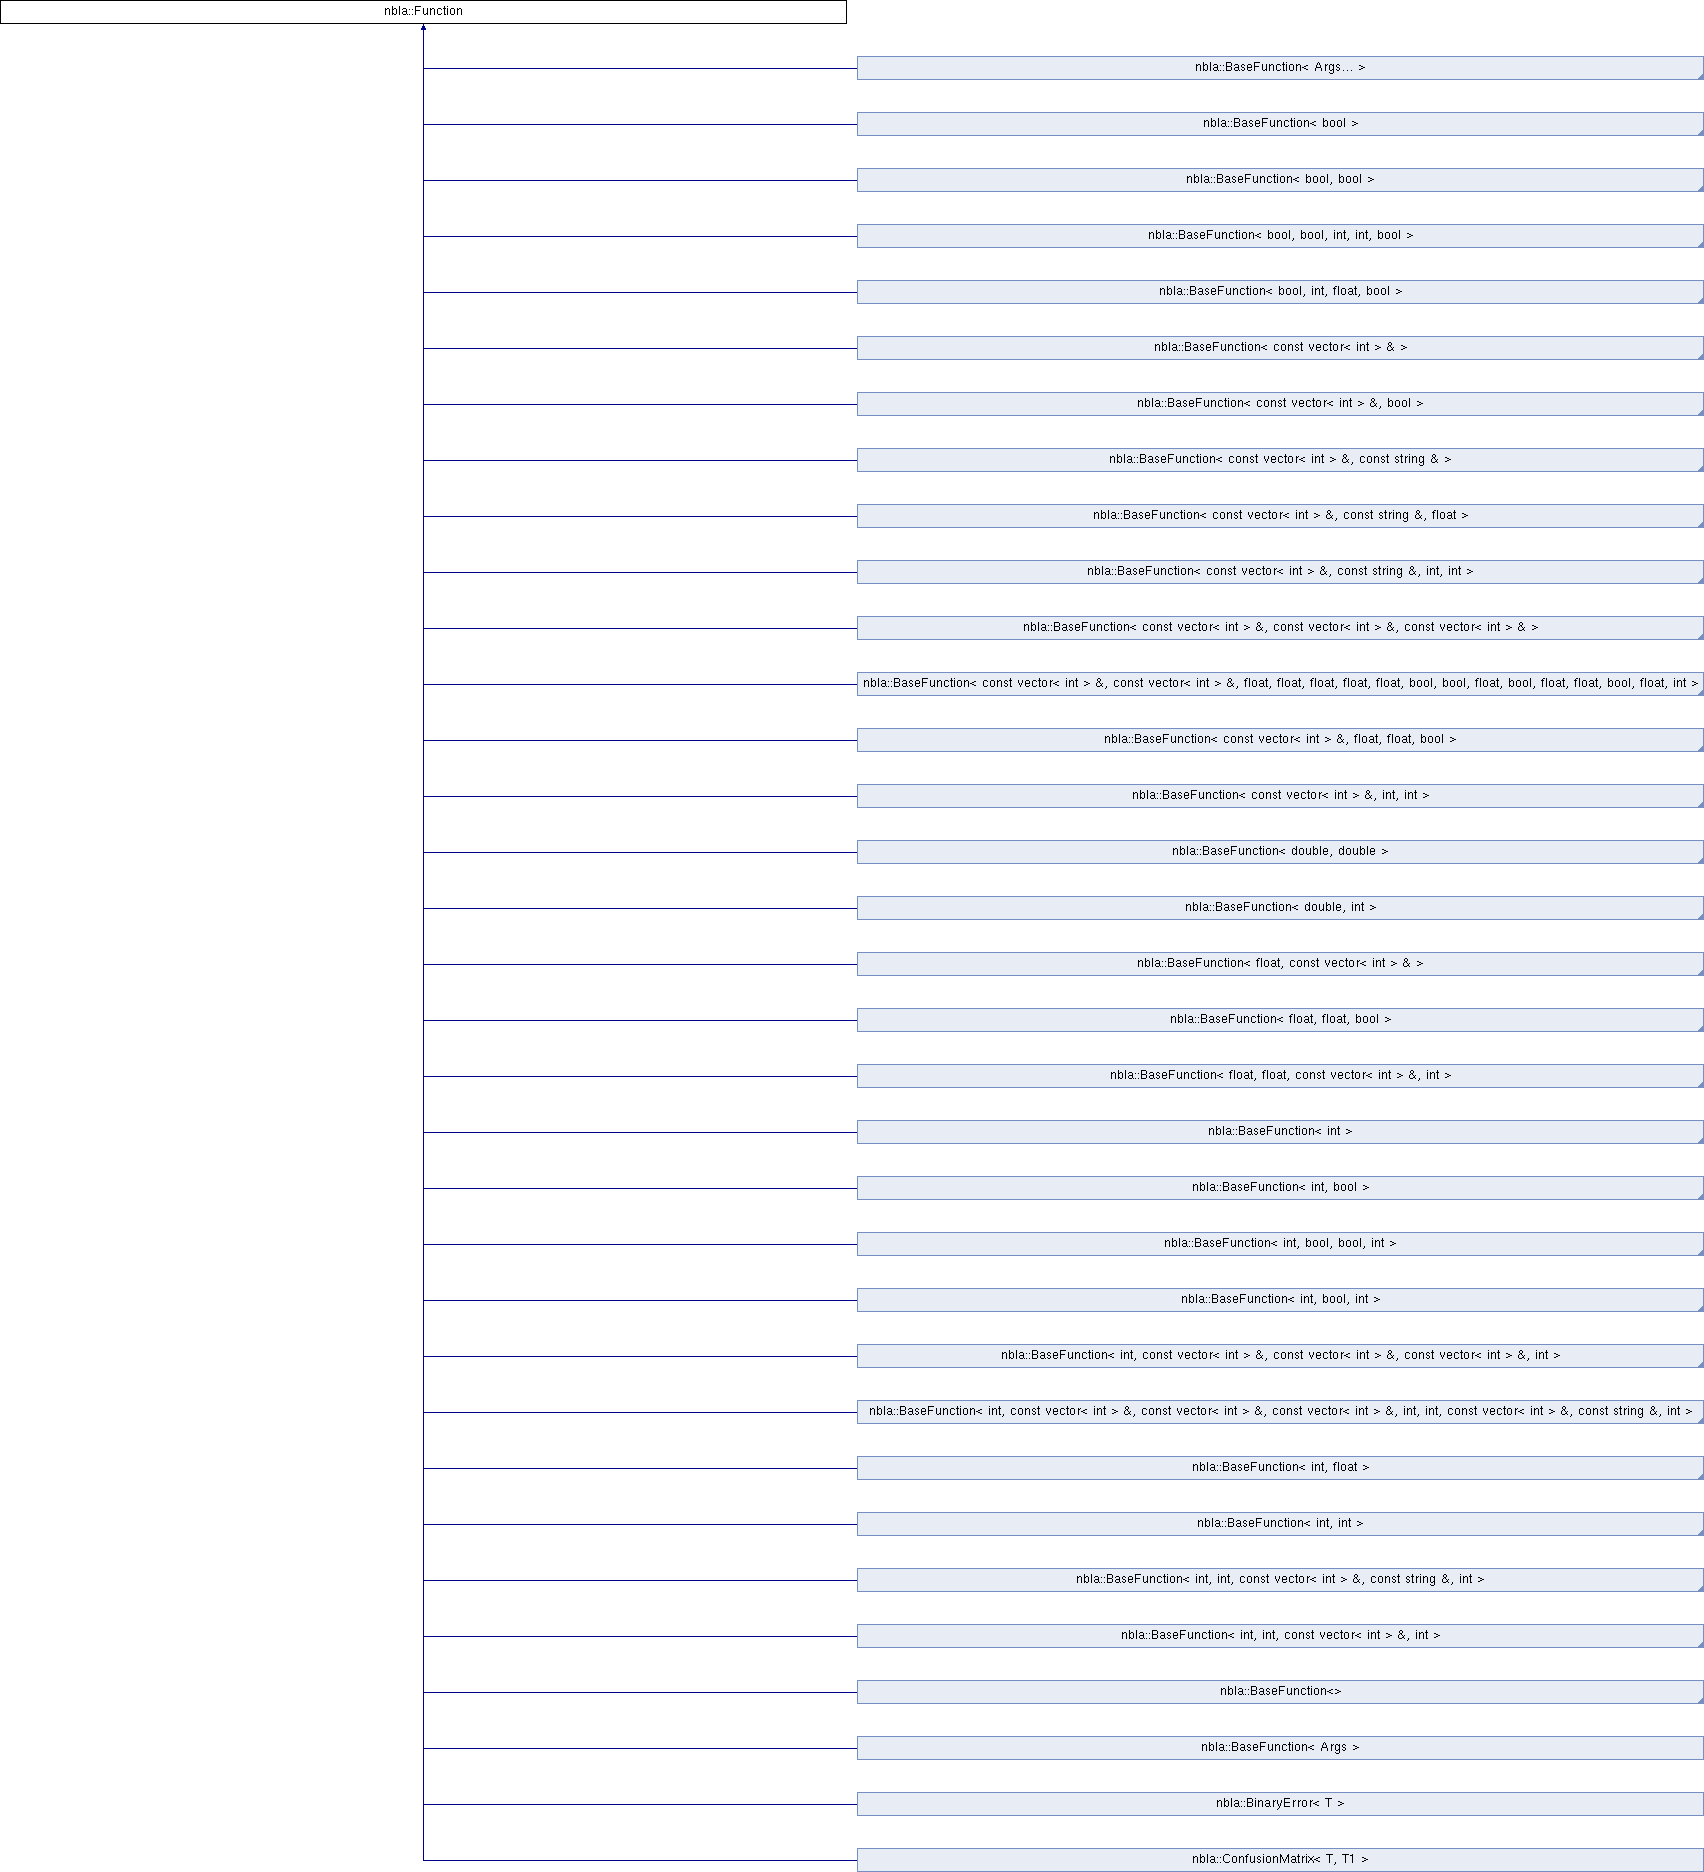 nbla::Function
nbla::BaseFunction< Args... >
nbla::BaseFunction< bool >
nbla::BaseFunction< bool, bool >
nbla::BaseFunction< bool, bool, int, int, bool >
nbla::BaseFunction< bool, int, float, bool >
nbla::BaseFunction< const vector< int > & >
nbla::BaseFunction< const vector< int > &, bool >
nbla::BaseFunction< const vector< int > &, const string & >
nbla::BaseFunction< const vector< int > &, const string &, float >
nbla::BaseFunction< const vector< int > &, const string &, int, int >
nbla::BaseFunction< const vector< int > &, const vector< int > &, const vector< int > & >
nbla::BaseFunction< const vector< int > &, const vector< int > &, float, float, float, float, float, bool, bool, float, bool, float, float, bool, float, int >
nbla::BaseFunction< const vector< int > &, float, float, bool >
nbla::BaseFunction< const vector< int > &, int, int >
nbla::BaseFunction< double, double >
nbla::BaseFunction< double, int >
nbla::BaseFunction< float, const vector< int > & >
nbla::BaseFunction< float, float, bool >
nbla::BaseFunction< float, float, const vector< int > &, int >
nbla::BaseFunction< int >
nbla::BaseFunction< int, bool >
nbla::BaseFunction< int, bool, bool, int >
nbla::BaseFunction< int, bool, int >
nbla::BaseFunction< int, const vector< int > &, const vector< int > &, const vector< int > &, int >
nbla::BaseFunction< int, const vector< int > &, const vector< int > &, const vector< int > &, int, int, const vector< int > &, const string &, int >
nbla::BaseFunction< int, float >
nbla::BaseFunction< int, int >
nbla::BaseFunction< int, int, const vector< int > &, const string &, int >
nbla::BaseFunction< int, int, const vector< int > &, int >
nbla::BaseFunction<>
nbla::BaseFunction< Args >
nbla::BinaryError< T >
nbla::ConfusionMatrix< T, T1 >